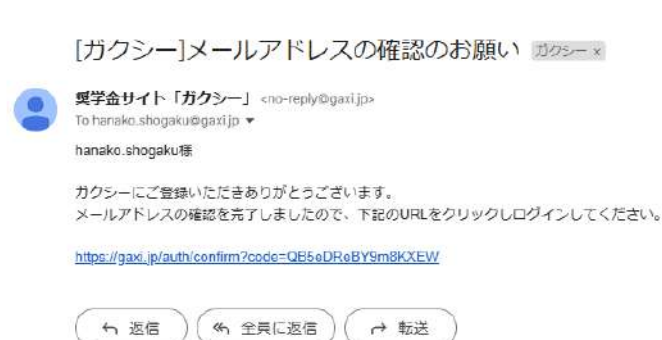 [ガクシー]メールアドレスの確認のお願い ガクシー ×
奨学金サイト「ガクシー」 <no-reply@gaxi.jp>
To hanako.shogaku@gaxi.jp
hanako.shogaku様
ガクシーにご登録いただきありがとうございます。
メールアドレスの確認を完了しましたので、下記のURLをクリックしログインしてください。
https://gaxi.jp/auth/confirm?code=QB5eDReBY9m8KXEW
返信 全員に返信 転送